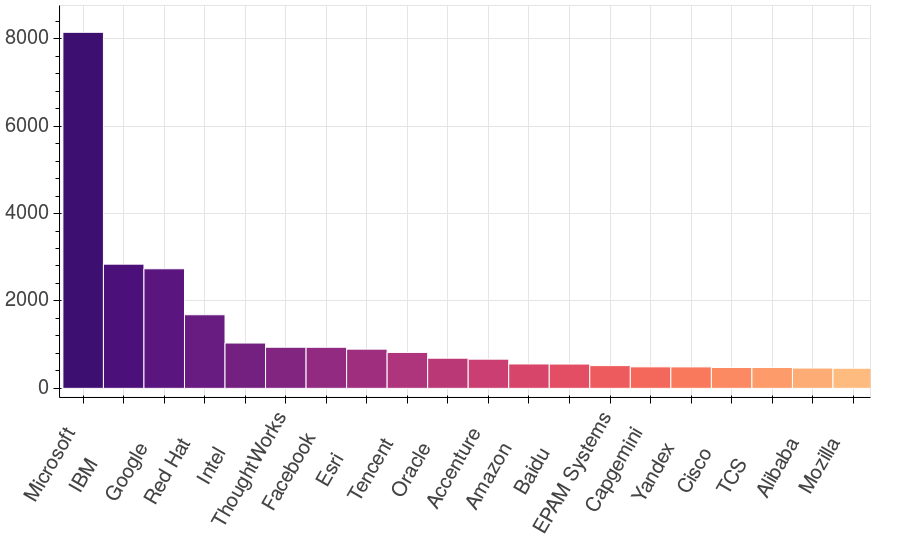 8000
6000
4000
2000
0
Microsoft
IBM
Google
Red Hat
Intel
ThoughtWorks
Facebook
Esri
Tencent
Oracle
Accenture
Amazon
Baidu
EPAM Systems
Capgemini
Yandex
Cisco
TCS
Alibaba
Mozilla